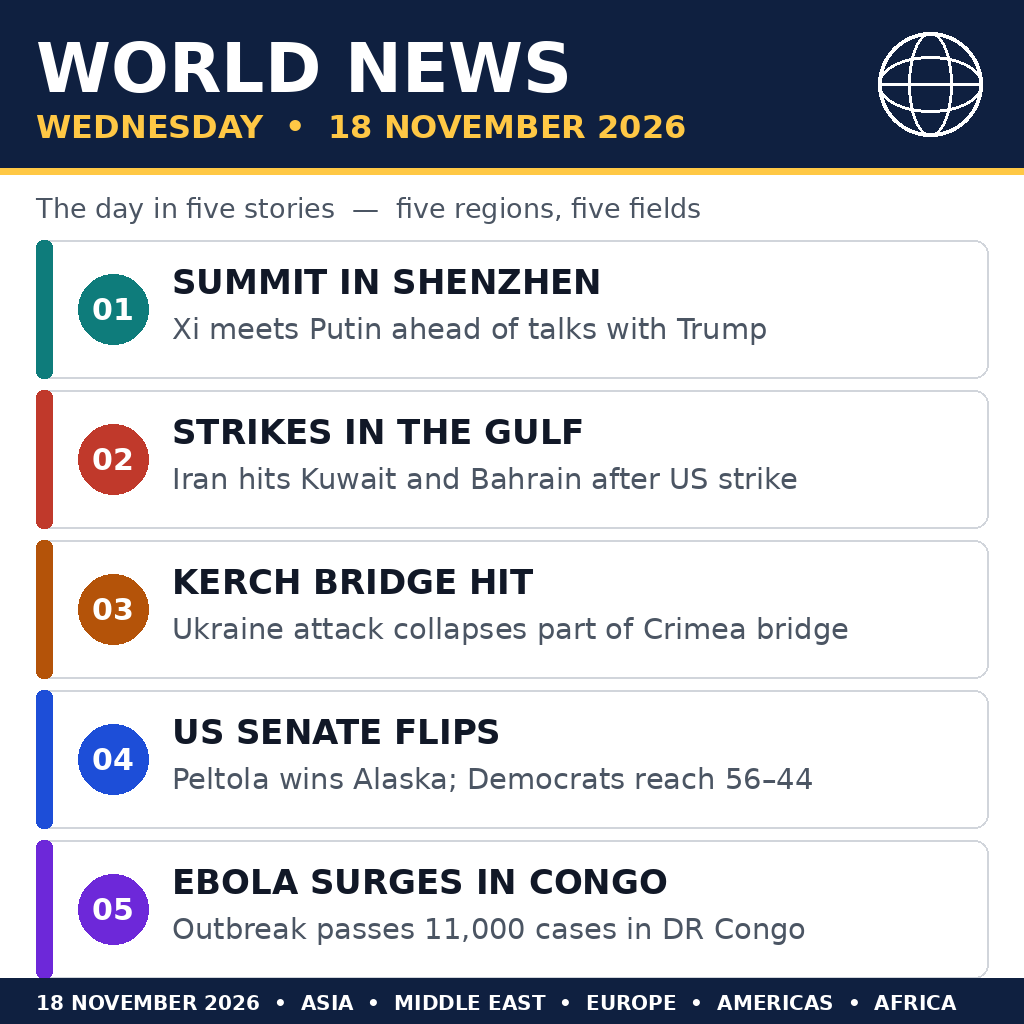 WORLD NEWS
WEDNESDAY • 18 NOVEMBER 2026
The day in five stories — five regions, five fields
01
SUMMIT IN SHENZHEN
Xi meets Putin ahead of talks with Trump
02
STRIKES IN THE GULF
Iran hits Kuwait and Bahrain after US strike
03
KERCH BRIDGE HIT
Ukraine attack collapses part of Crimea bridge
04
US SENATE FLIPS
Peltola wins Alaska; Democrats reach 56–44
05
EBOLA SURGES IN CONGO
Outbreak passes 11,000 cases in DR Congo
18 NOVEMBER 2026 • ASIA • MIDDLE EAST • EUROPE • AMERICAS • AFRICA